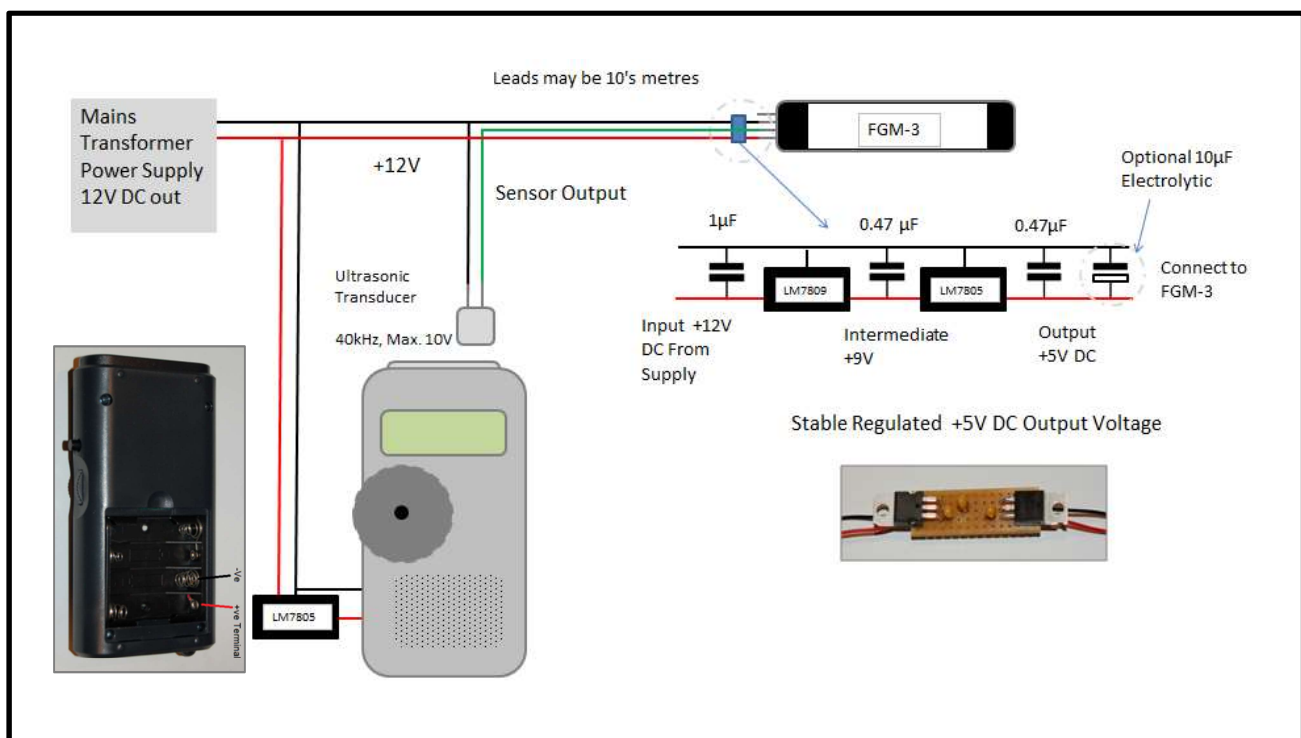 Leads may be 10's metres
Mains
Transformer
Power Supply
12V DC out
+12V
Sensor Output
FGM-3
Optional 10µF
Electrolytic
1µF
0.47 µF
0.47µF
LM7809
LM7805
Connect to
FGM-3
Input +12V
DC From
Supply
Intermediate
+9V
Output
+5V DC
Ultrasonic
Transducer
40kHz, Max. 10V
Stable Regulated +5V DC Output Voltage
-Ve
+ve Terminal
LM7805